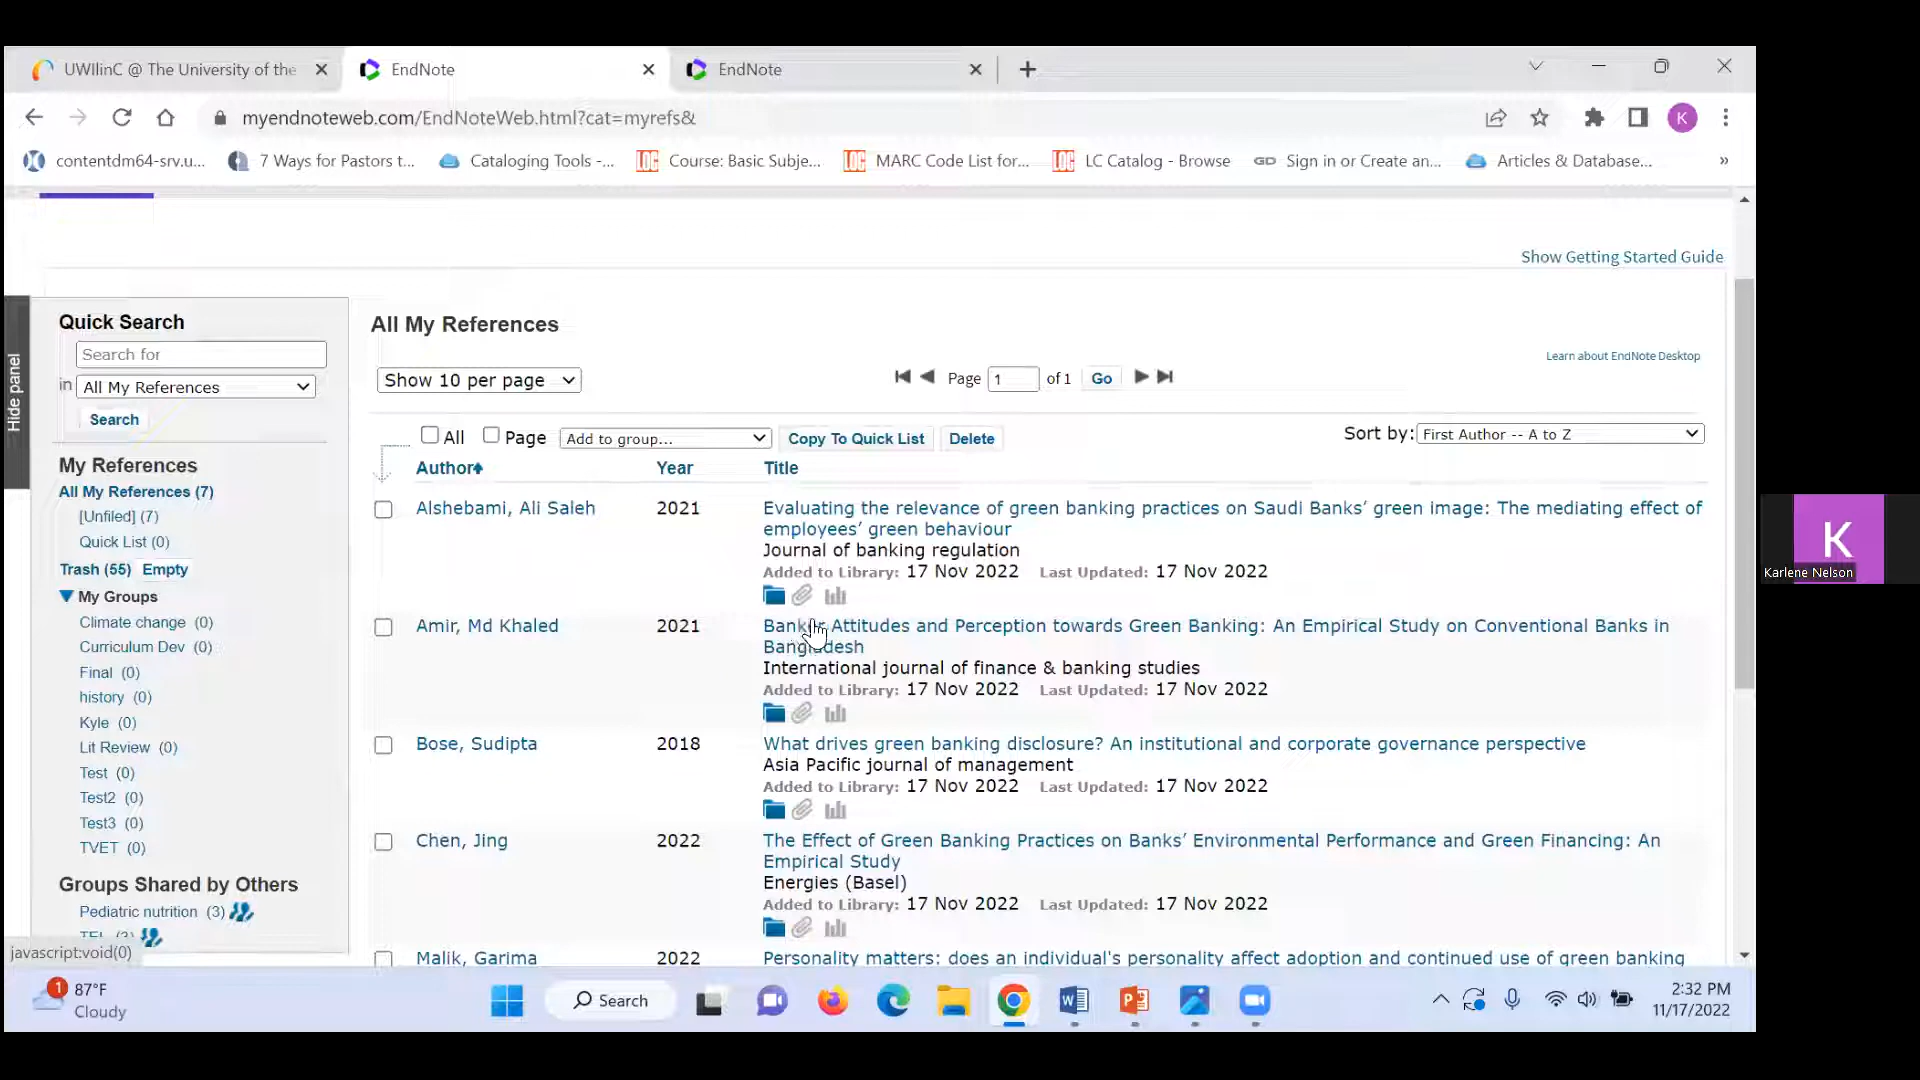 UWIlinC @ The University of the
EndNote
EndNote
myendnoteweb.com/EndNoteWeb.html?cat=myrefs&
K
contentdm64-srv.u...
7 Ways for Pastors t...
Cataloging Tools -...
Course: Basic Subje...
MARC Code List for...
LC Catalog - Browse
Sign in or Create an...
Articles & Database...
»
Show Getting Started Guide
Hide panel
Quick Search
Search for
in All My References
Search
My References
All My References (7)
[Unfiled] (7)
Quick List (0)
Trash (55) Empty
My Groups
Climate change (0)
Curriculum Dev (0)
Final (0)
history (0)
Kyle (0)
Lit Review (0)
Test (0)
Test2 (0)
Test3 (0)
TVET (0)
Groups Shared by Others
Pediatric nutrition (3)
javascript:void(0)
All My References
Learn about EndNote Desktop
Show 10 per page
Page 1 of 1 Go
All Page Add to group... Copy To Quick List Delete
Sort by: First Author -- A to Z
Author Year Title
Alshebami, Ali Saleh 2021 Evaluating the relevance of green banking practices on Saudi Banks’ green image: The mediating effect of
employees’ green behaviour
Journal of banking regulation
Added to Library: 17 Nov 2022 Last Updated: 17 Nov 2022
Amir, Md Khaled 2021 Banker Attitudes and Perception towards Green Banking: An Empirical Study on Conventional Banks in
Bangladesh
International journal of finance & banking studies
Added to Library: 17 Nov 2022 Last Updated: 17 Nov 2022
Bose, Sudipta 2018 What drives green banking disclosure? An institutional and corporate governance perspective
Asia Pacific journal of management
Added to Library: 17 Nov 2022 Last Updated: 17 Nov 2022
Chen, Jing 2022 The Effect of Green Banking Practices on Banks’ Environmental Performance and Green Financing: An
Empirical Study
Energies (Basel)
Added to Library: 17 Nov 2022 Last Updated: 17 Nov 2022
Malik, Garima 2022 Personality matters: does an individual's personality affect adoption and continued use of green banking
K
Karlene Nelson
1
87°F
Cloudy
Search
2:32 PM
11/17/2022